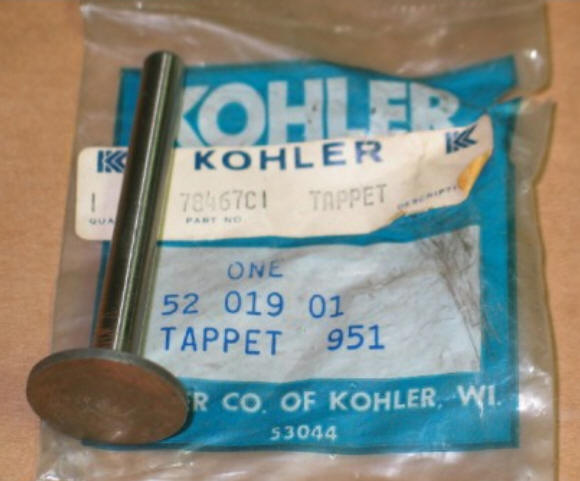 KOHLER
K KOHLER K
1 78467C1 TAPPET
QUA PART NO. DESCRIPTI
ONE
52 019 01
TAPPET 951
ER CO. OF KOHLER, WI.
53044